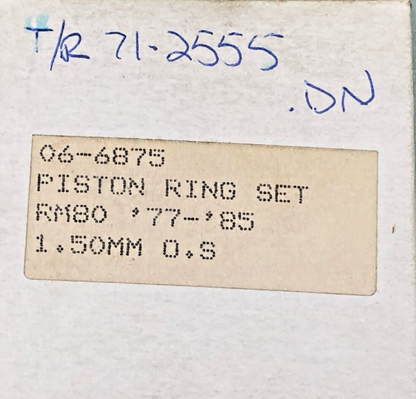 T/R 71-2555
.DN
06-6875
PISTON RING SET
RM80 '77-'85
1.50MM O.S